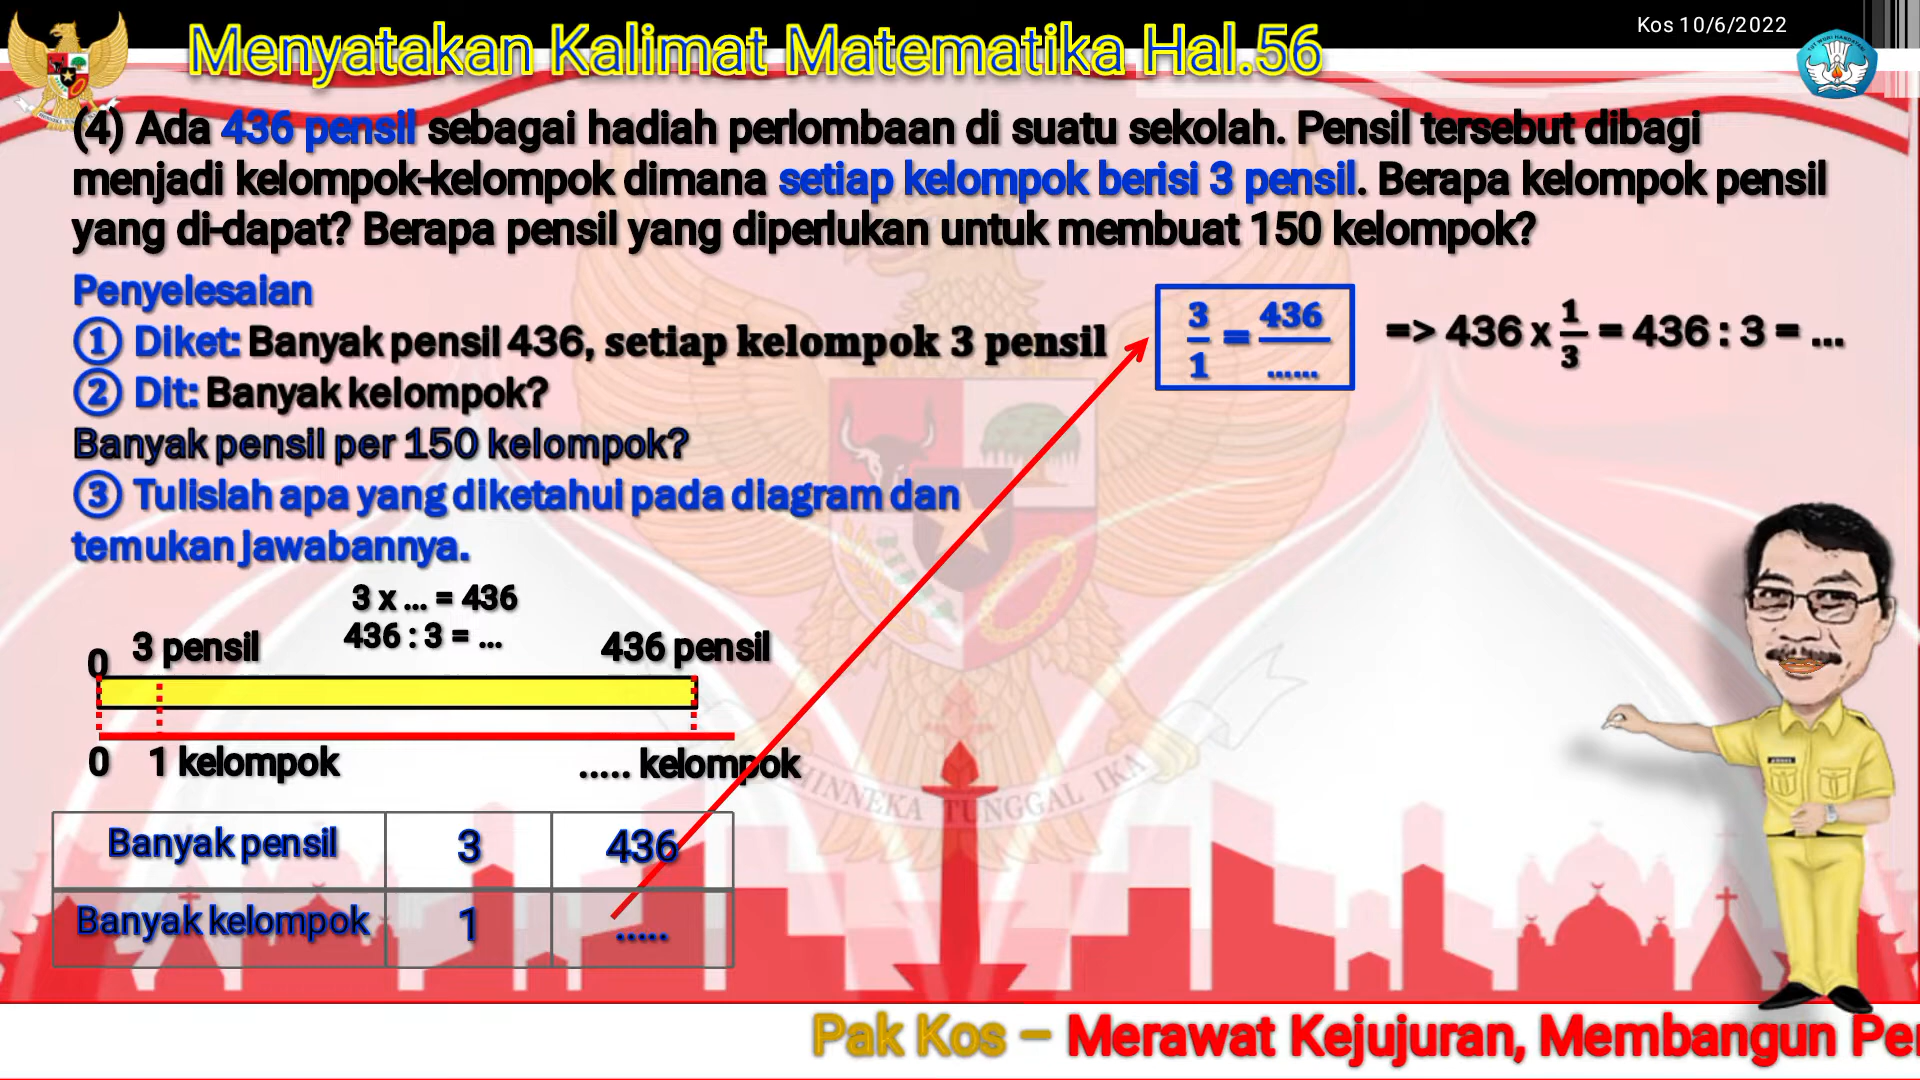 Menyatakan Kalimat Matematika Hal.56
Kos 10/6/2022
(4) Ada 436 pensil sebagai hadiah perlombaan di suatu sekolah. Pensil tersebut dibagi
menjadi kelompok-kelompok dimana setiap kelompok berisi 3 pensil. Berapa kelompok pensil
yang di-dapat? Berapa pensil yang diperlukan untuk membuat 150 kelompok?
Penyelesaian
① Diket: Banyak pensil 436, setiap kelompok 3 pensil
3/1 = 436/......
=> 436 x 1/3 = 436 : 3 = ...
② Dit: Banyak kelompok?
Banyak pensil per 150 kelompok?
③ Tulislah apa yang diketahui pada diagram dan
temukan jawabannya.
3 x ... = 436
436 : 3 = ...
0 3 pensil 436 pensil
0 1 kelompok ..... kelompok
Banyak pensil 3 436
Banyak kelompok 1 .....
HINNEKA TUNGGAL IKA
Pak Kos – Merawat Kejujuran, Membangun Per